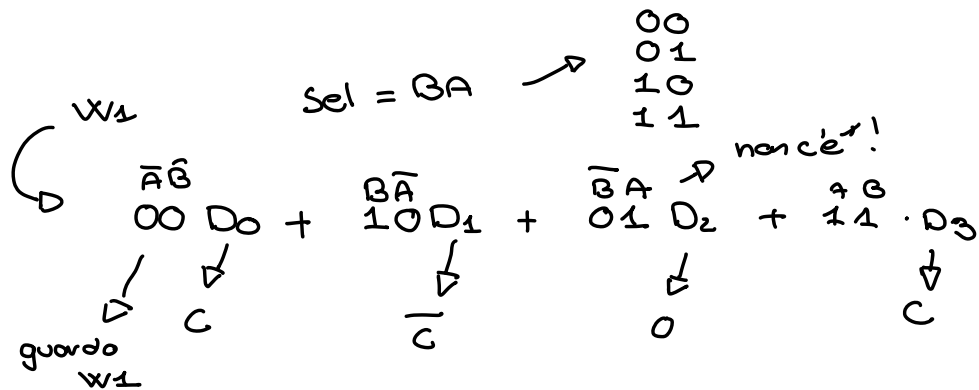 00
01
Sel = BA
10
11
W1
non c'è!
A̅ B̅ B A̅ B̅ A A B
00 D0 + 10 D1 + 01 D2 + 11 · D3
C C̅ 0 C
guardo
W1